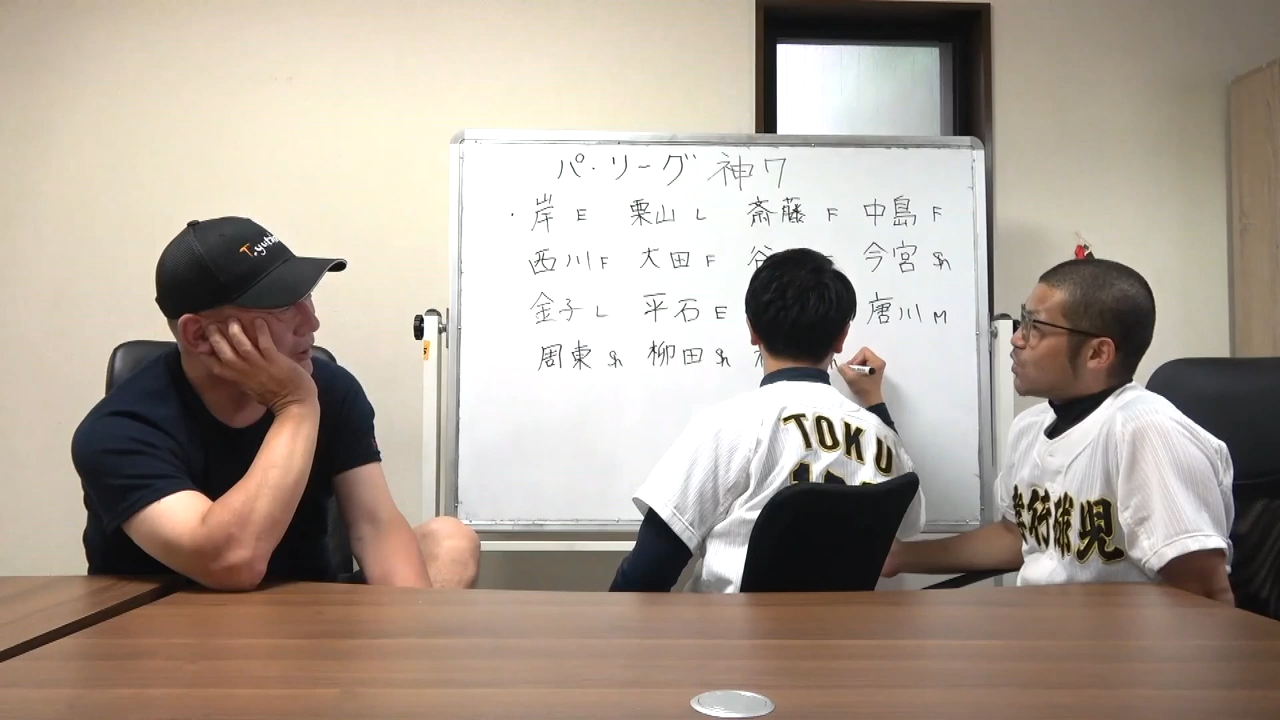 パ・リーグ 神7
・岸 E 栗山 L 斎藤 F 中島 F
西川 F 大田 F 谷 今宮 SH
金子 L 平石 E 唐川 M
周東 SH 柳田 SH
T.yuto
TOKU
球児